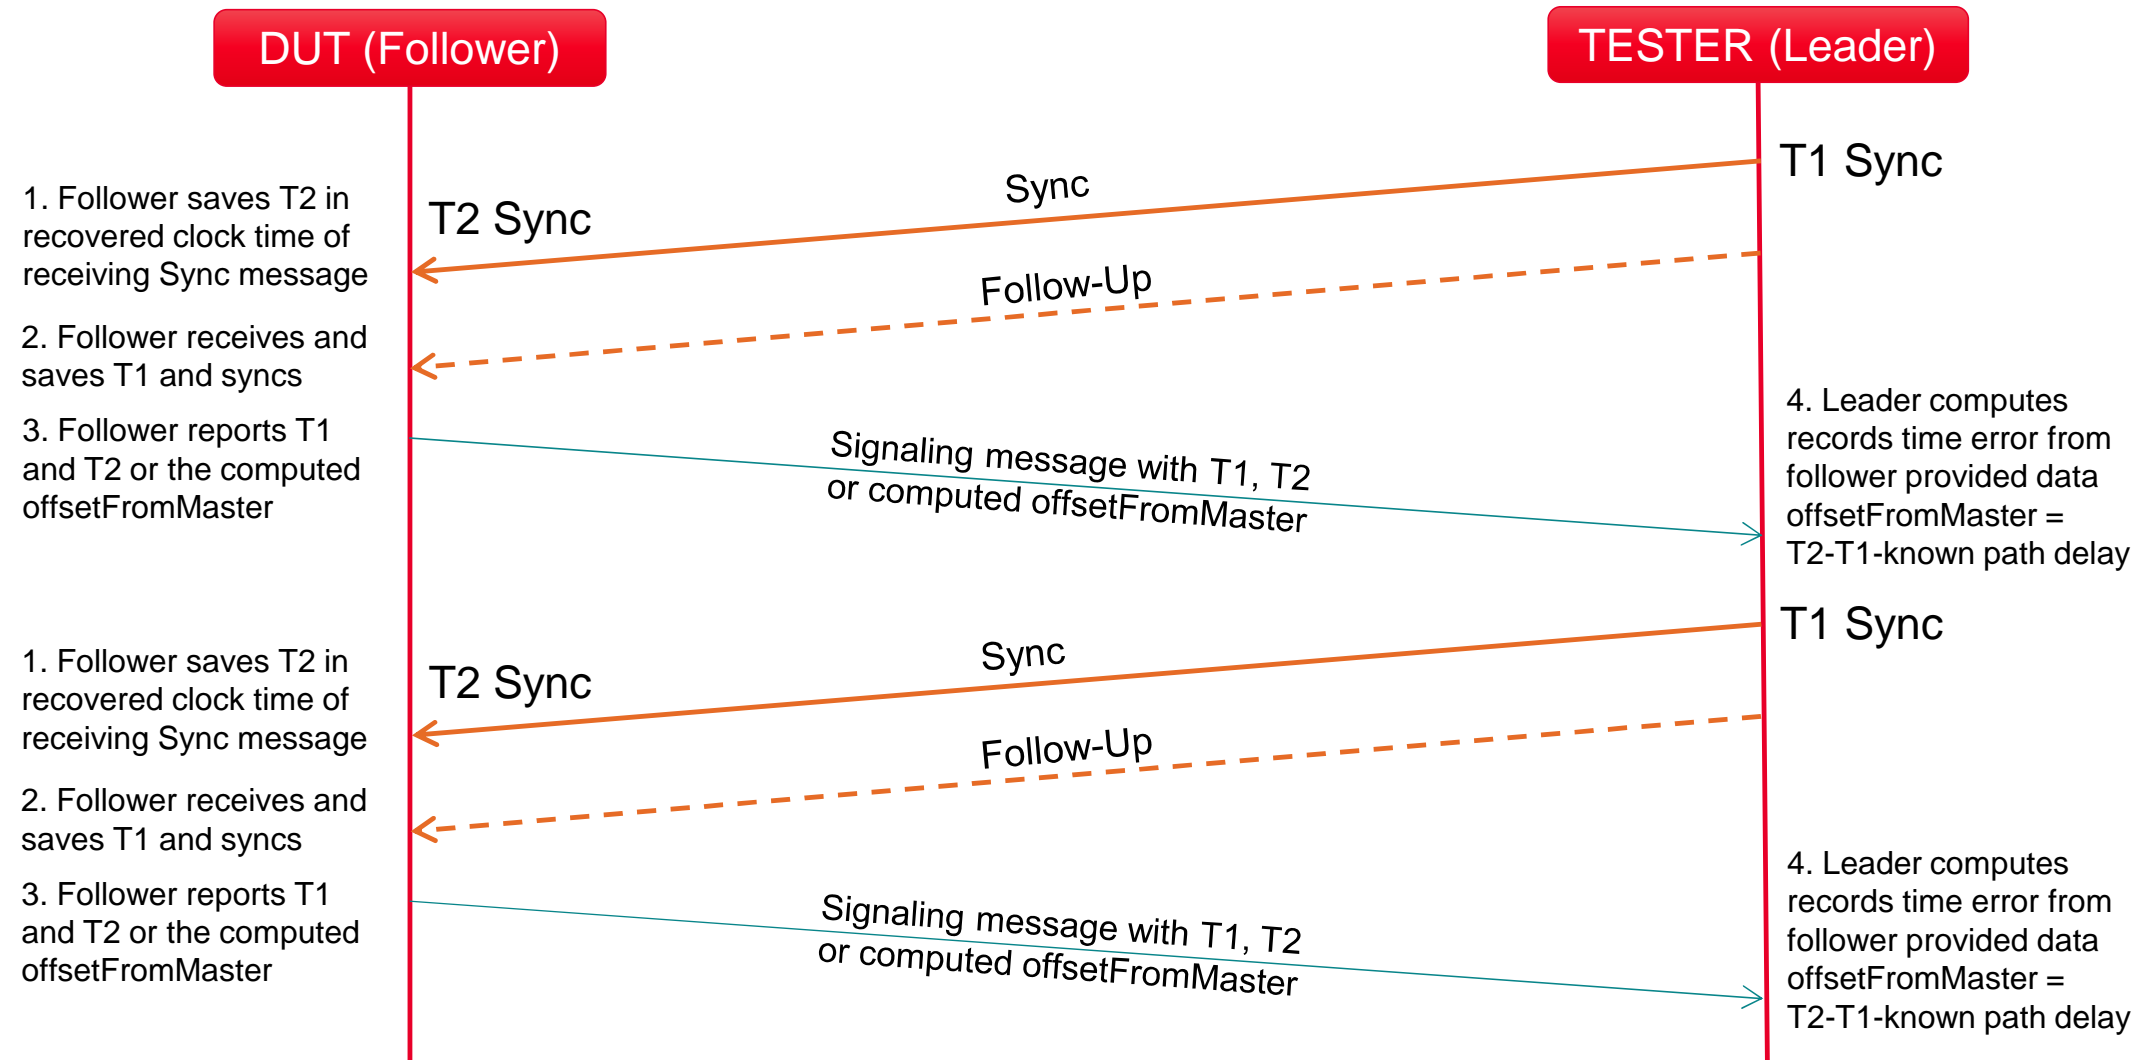 DUT (Follower)
TESTER (Leader)
T1 Sync
Sync
1. Follower saves T2 in
recovered clock time of
receiving Sync message
T2 Sync
Follow-Up
2. Follower receives and
saves T1 and syncs
3. Follower reports T1
and T2 or the computed
offsetFromMaster
Signaling message with T1, T2
or computed offsetFromMaster
4. Leader computes
records time error from
follower provided data
offsetFromMaster =
T2-T1-known path delay
T1 Sync
Sync
1. Follower saves T2 in
recovered clock time of
receiving Sync message
T2 Sync
Follow-Up
2. Follower receives and
saves T1 and syncs
3. Follower reports T1
and T2 or the computed
offsetFromMaster
Signaling message with T1, T2
or computed offsetFromMaster
4. Leader computes
records time error from
follower provided data
offsetFromMaster =
T2-T1-known path delay